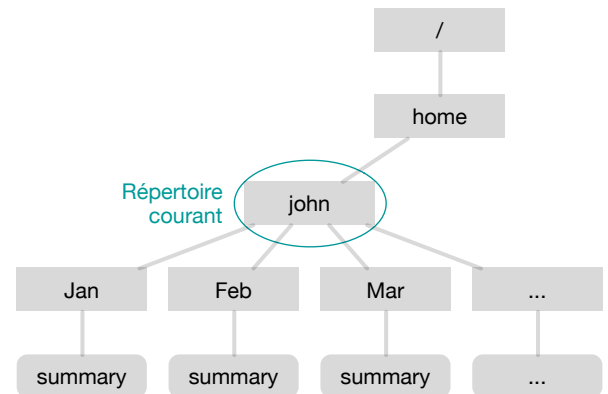 /
home
Répertoire
courant
john
Jan
Feb
Mar
...
summary
summary
summary
...